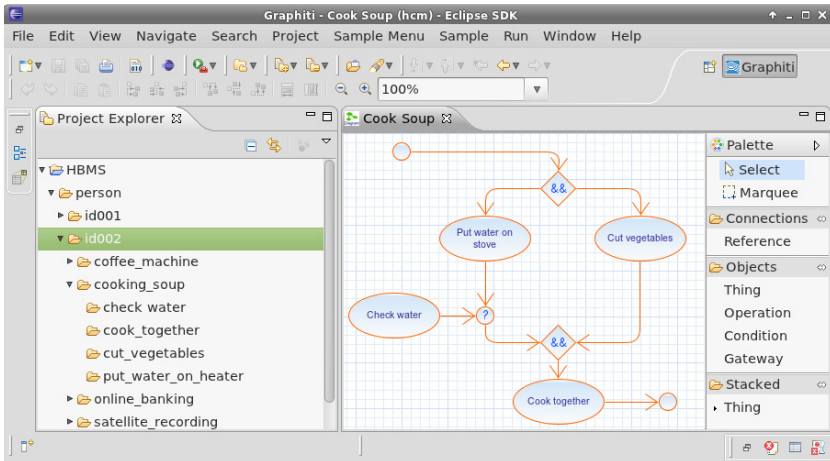 Graphiti - Cook Soup (hcm) - Eclipse SDK
File Edit View Navigate Search Project Sample Menu Sample Run Window Help
Graphiti
100%
Project Explorer
HBMS
person
id001
id002
coffee_machine
cooking_soup
check water
cook_together
cut_vegetables
put_water_on_heater
online_banking
satellite_recording
Cook Soup
&&
Put water on
stove
Cut vegetables
Check water
?
&&
Cook together
Palette
Select
Marquee
Connections
Reference
Objects
Thing
Operation
Condition
Gateway
Stacked
Thing